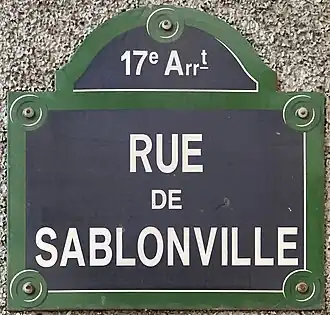 17e Arrt
RUE
DE
SABLONVILLE